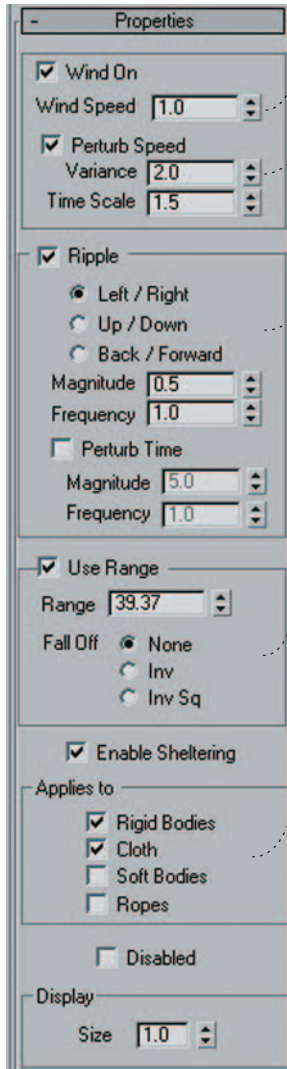 - Properties
Wind On
Wind Speed 1.0
Perturb Speed
Variance 2.0
Time Scale 1.5
Ripple
Left / Right
Up / Down
Back / Forward
Magnitude 0.5
Frequency 1.0
Perturb Time
Magnitude 5.0
Frequency 1.0
Use Range
Range 39.37
Fall Off None
Inv
Inv Sq
Enable Sheltering
Applies to
Rigid Bodies
Cloth
Soft Bodies
Ropes
Disabled
Display
Size 1.0